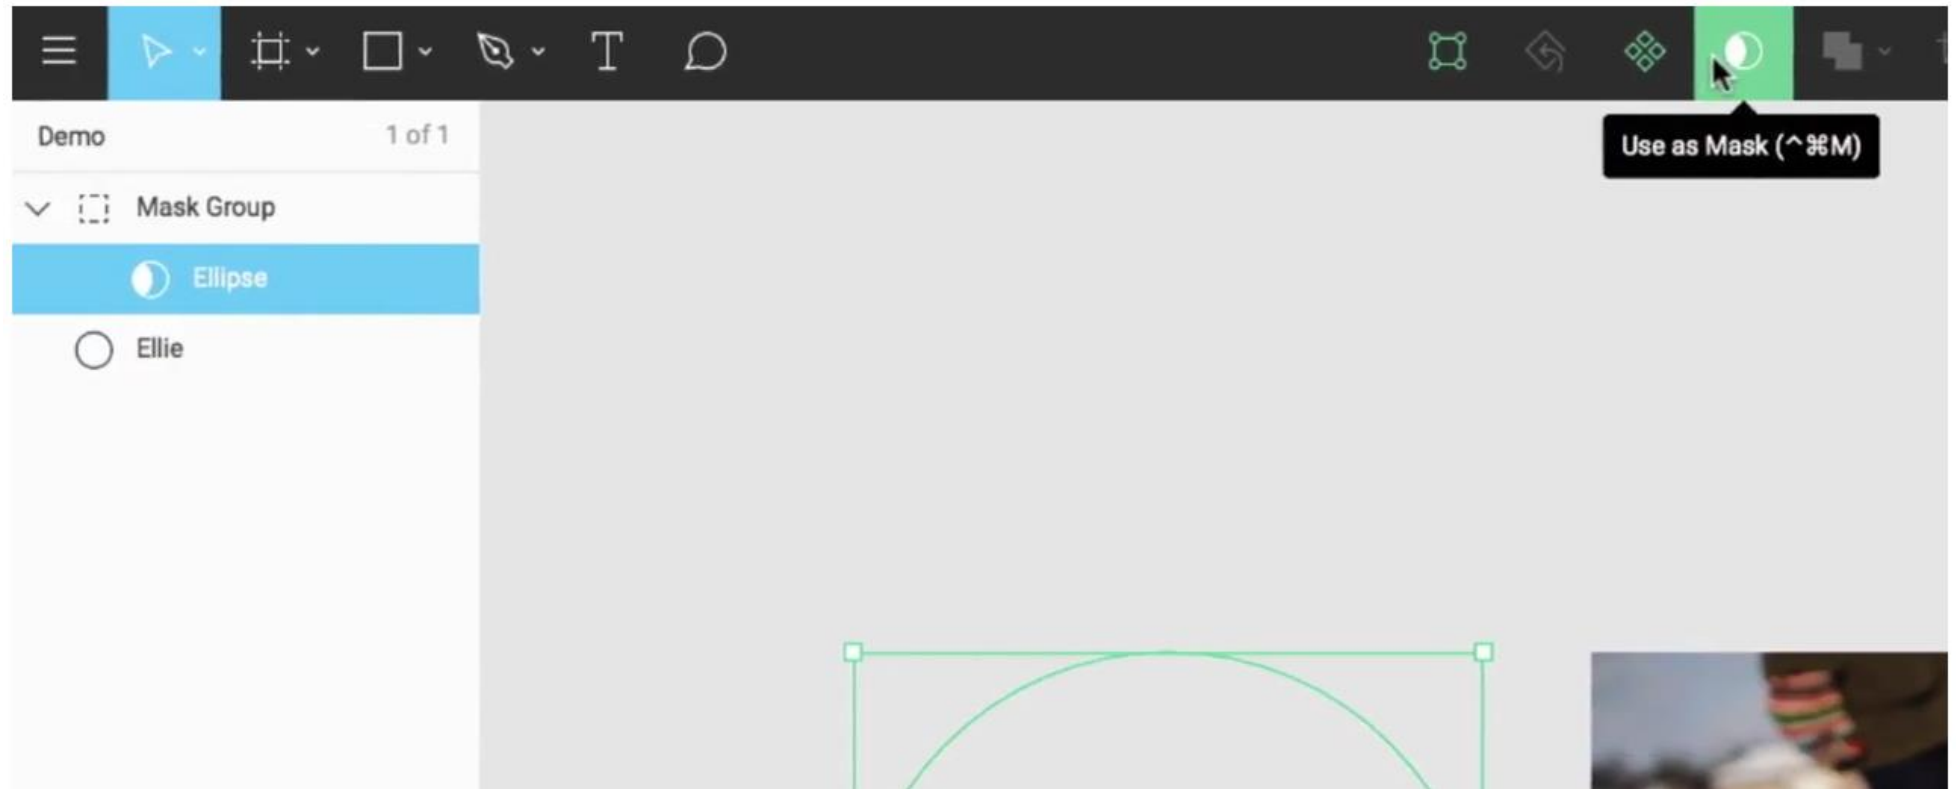 T
Use as Mask (^⌘M)
Demo
1 of 1
Mask Group
Ellipse
Ellie